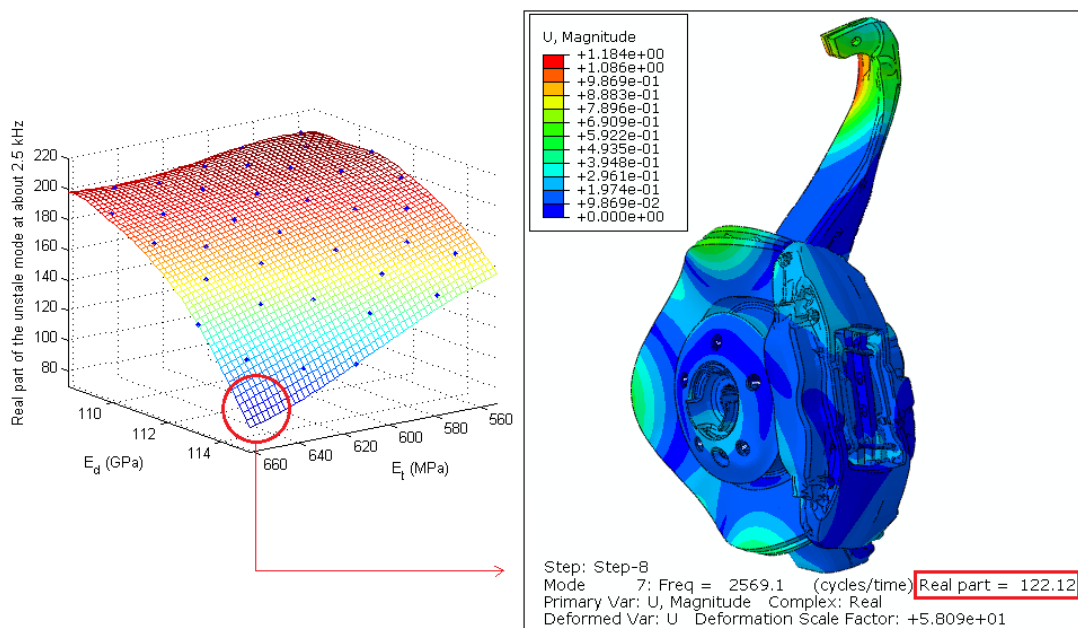 Real part of the unstale mode at about 2.5 kHz
220
200
180
160
140
120
100
80
110
112
114
E_d (GPa)
660
640
620
600
580
560
E_t (MPa)
U, Magnitude
+1.184e+00
+1.086e+00
+9.869e-01
+8.883e-01
+7.896e-01
+6.909e-01
+5.922e-01
+4.935e-01
+3.948e-01
+2.961e-01
+1.974e-01
+9.869e-02
+0.000e+00
Step: Step-8
Mode 7: Freq = 2569.1 (cycles/time) Real part = 122.12
Primary Var: U, Magnitude Complex: Real
Deformed Var: U Deformation Scale Factor: +5.809e+01